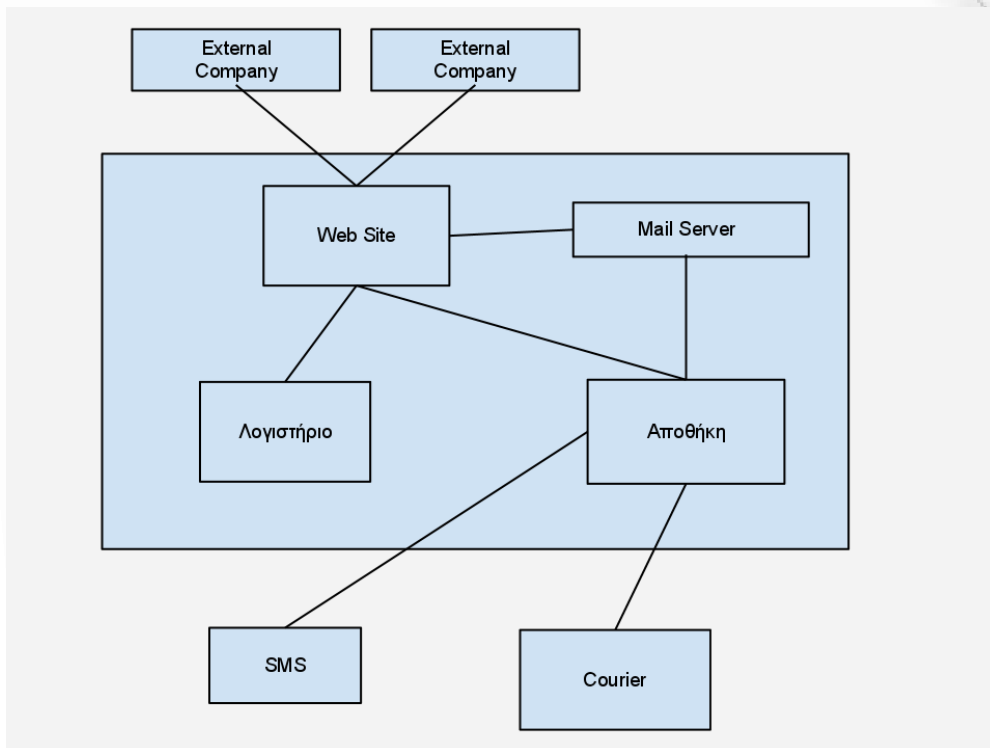 External
Company
External
Company
Web Site
Mail Server
Λογιστήριο
Αποθήκη
SMS
Courier